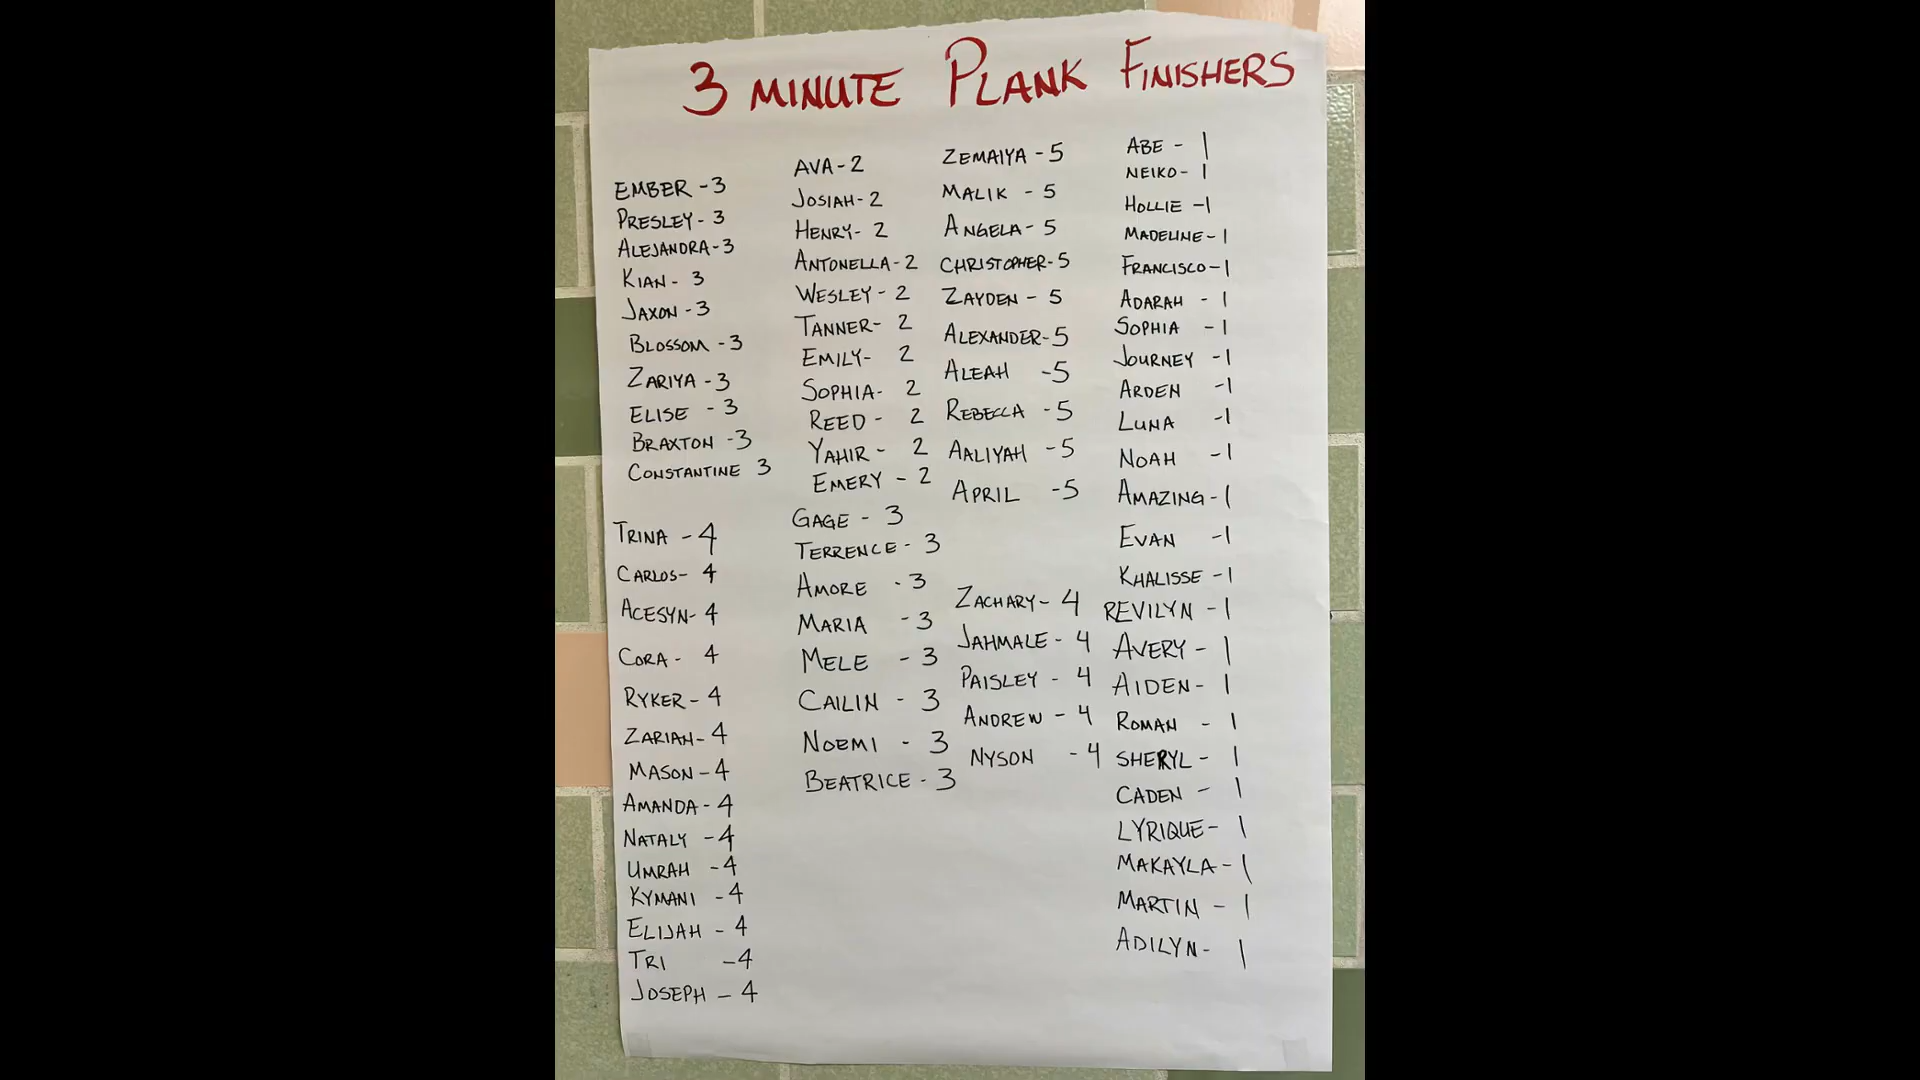 3 MINUTE PLANK FINISHERS
EMBER - 3
PRESLEY - 3
ALEJANDRA - 3
KIAN - 3
JAXON - 3
BLOSSOM - 3
ZARIYA - 3
ELISE - 3
BRAXTON - 3
CONSTANTINE 3
TRINA - 4
CARLOS - 4
ACESYN - 4
CORA - 4
RYKER - 4
ZARIAH - 4
MASON - 4
AMANDA - 4
NATALY - 4
UMRAH - 4
KYMANI - 4
ELIJAH - 4
TRI - 4
JOSEPH - 4
AVA - 2
JOSIAH - 2
HENRY - 2
ANTONELLA - 2
WESLEY - 2
TANNER - 2
EMILY - 2
SOPHIA - 2
REED - 2
YAHIR - 2
EMERY - 2
GAGE - 3
TERRENCE - 3
AMORE - 3
MARIA - 3
MELE - 3
CAILIN - 3
NOEMI - 3
BEATRICE - 3
ZEMAIYA - 5
MALIK - 5
ANGELA - 5
CHRISTOPHER - 5
ZAYDEN - 5
ALEXANDER - 5
ALEAH - 5
REBECCA - 5
AALIYAH - 5
APRIL - 5
ZACHARY - 4
JAHMALE - 4
PAISLEY - 4
ANDREW - 4
NYSON - 4
ABE - 1
NEIKO - 1
HOLLIE - 1
MADELINE - 1
FRANCISCO - 1
ADARAH - 1
SOPHIA - 1
JOURNEY - 1
ARDEN - 1
LUNA - 1
NOAH - 1
AMAZING - 1
EVAN - 1
KHALISSE - 1
REVILYN - 1
AVERY - 1
AIDEN - 1
ROMAN - 1
SHERYL - 1
CADEN - 1
LYRIQUE - 1
MAKAYLA - 1
MARTIN - 1
ADILYN - 1